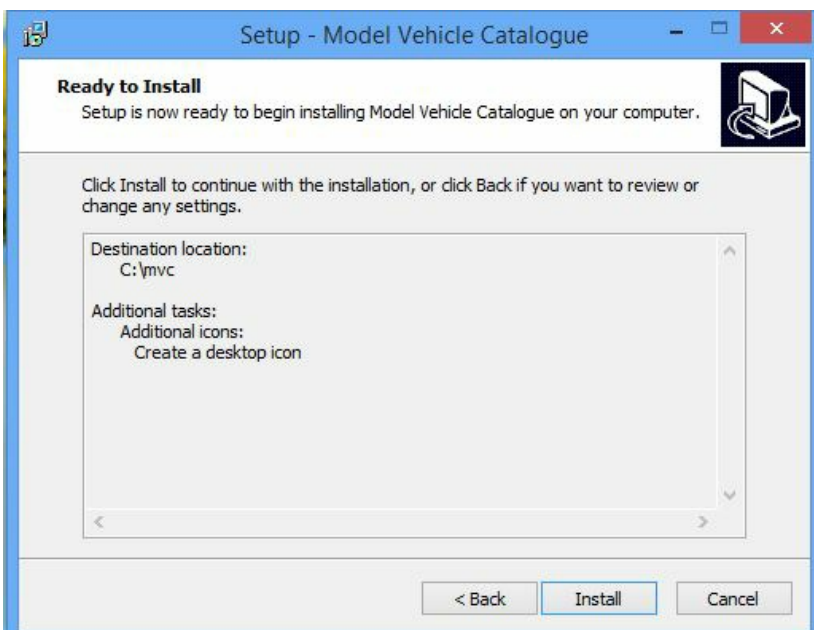 Setup - Model Vehicle Catalogue
Ready to Install
Setup is now ready to begin installing Model Vehicle Catalogue on your computer.
Click Install to continue with the installation, or click Back if you want to review or
change any settings.
Destination location:
C:\mvc
Additional tasks:
Additional icons:
Create a desktop icon
< Back
Install
Cancel